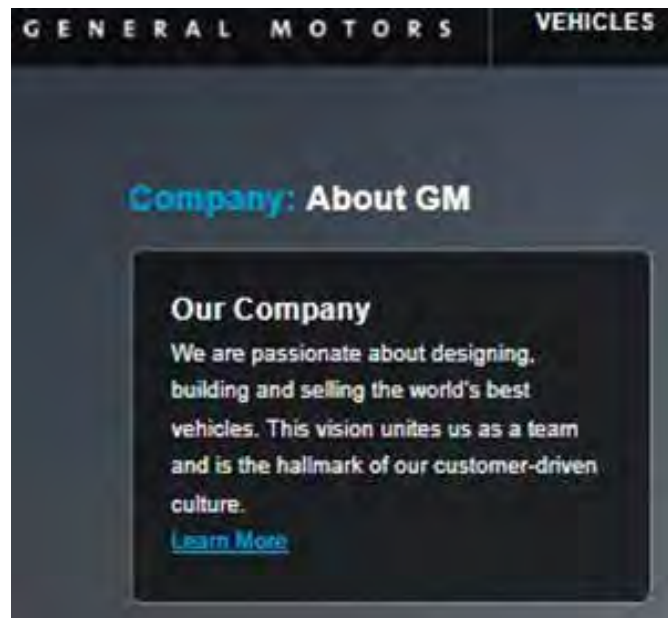 GENERAL MOTORS
VEHICLES
Company: About GM
Our Company
We are passionate about designing,
building and selling the world's best
vehicles. This vision unites us as a team
and is the hallmark of our customer-driven
culture.
Learn More